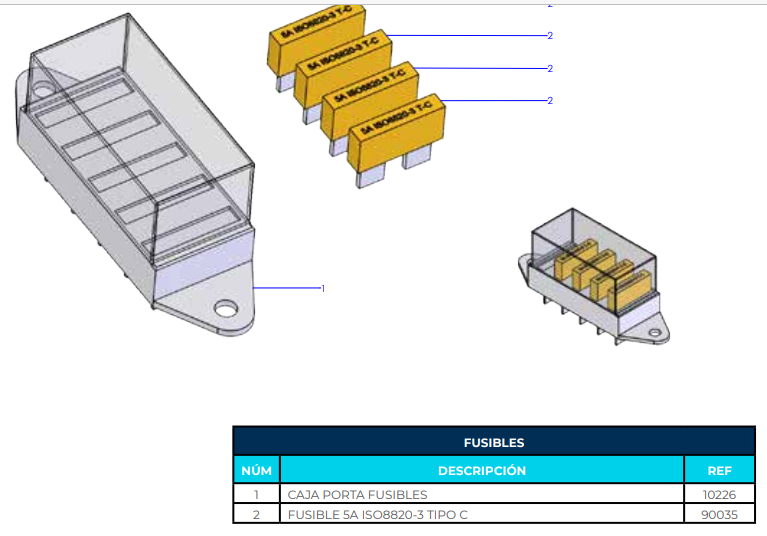 5A ISO8820-3 T-C
2
5A ISO8820-3 T-C
2
5A ISO8820-3 T-C
2
5A ISO8820-3 T-C
2
1
FUSIBLES
NÚM DESCRIPCIÓN REF
1 CAJA PORTA FUSIBLES 10226
2 FUSIBLE 5A ISO8820-3 TIPO C 90035